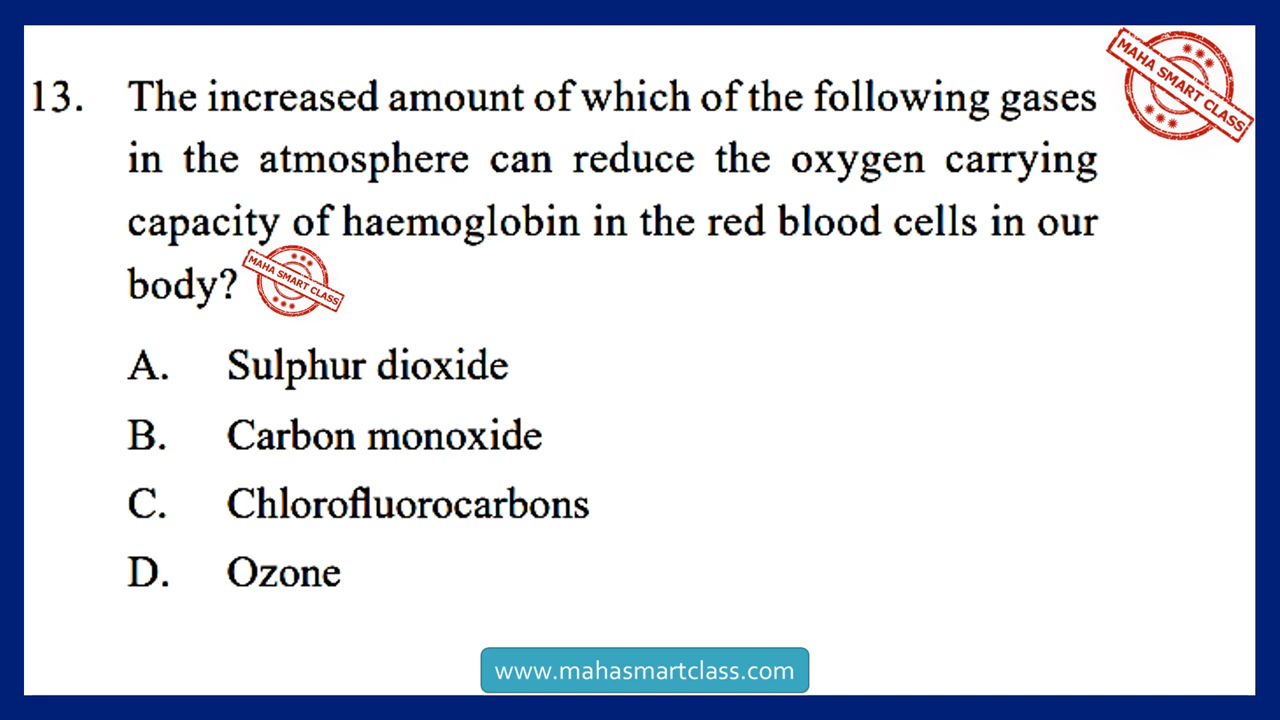 MAHA SMART CLASS
13. The increased amount of which of the following gases
in the atmosphere can reduce the oxygen carrying
capacity of haemoglobin in the red blood cells in our
body?
MAHA SMART CLASS
A. Sulphur dioxide
B. Carbon monoxide
C. Chlorofluorocarbons
D. Ozone
www.mahasmartclass.com